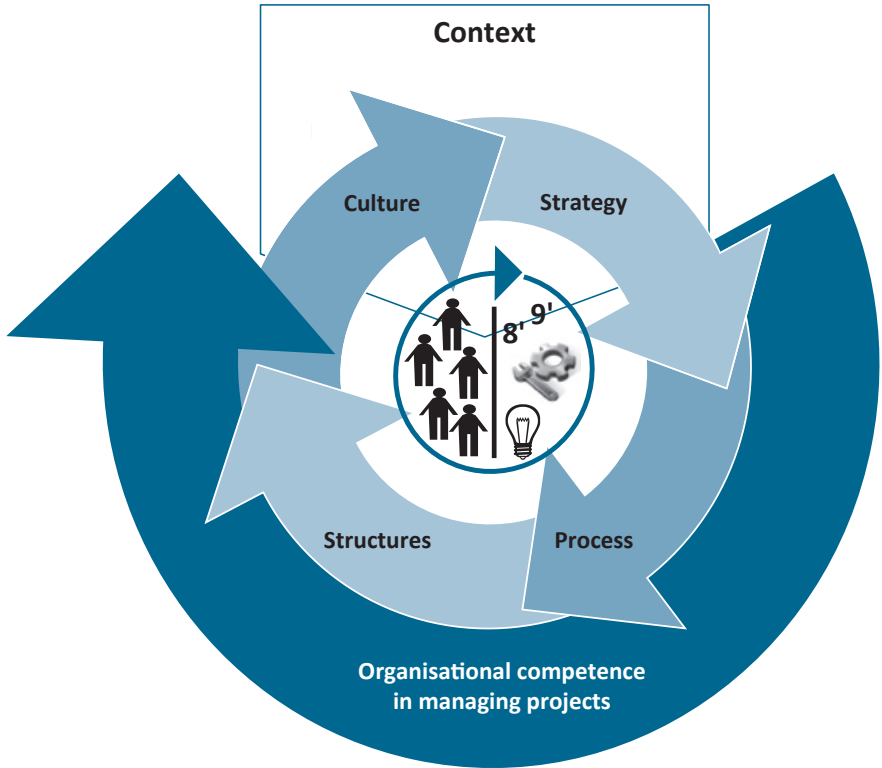 Context
Culture
Strategy
8' 9'
Structures
Process
Organisational competence
in managing projects